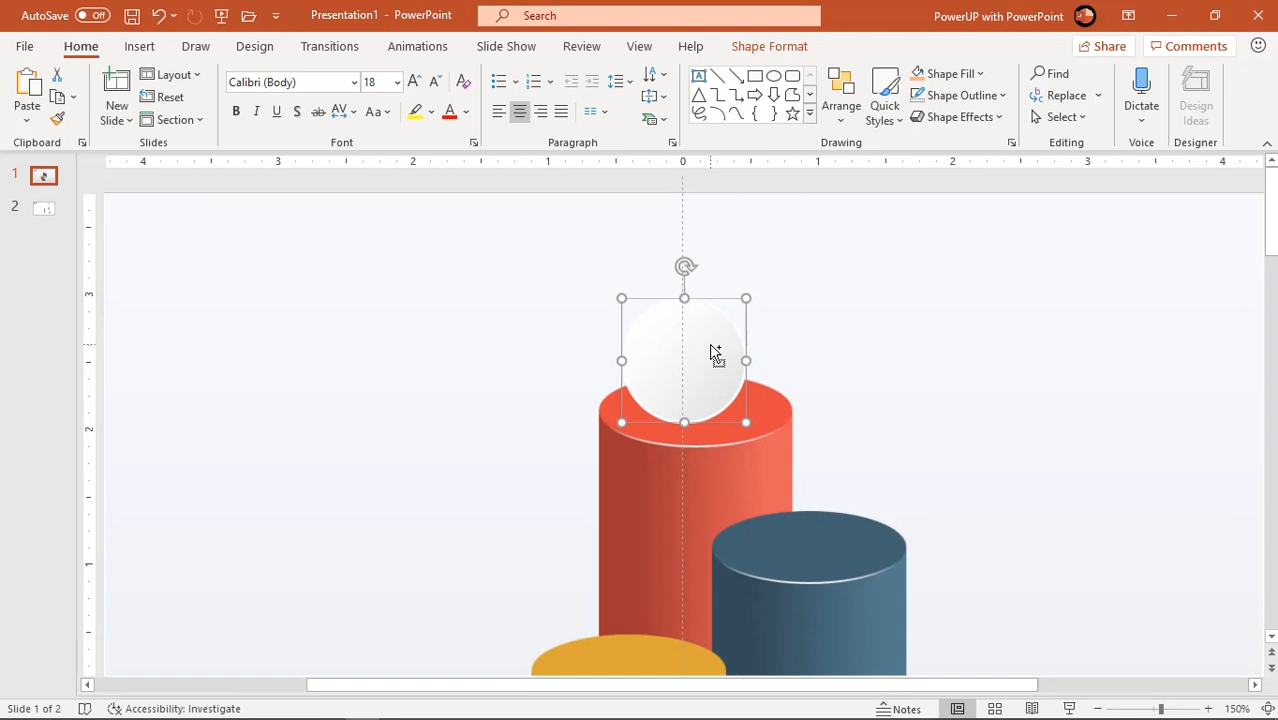 AutoSave Off Presentation1 - PowerPoint Search PowerUP with PowerPoint
File Home Insert Draw Design Transitions Animations Slide Show Review View Help Shape Format Share Comments
Paste
New
Slide
Layout
Reset
Section
Calibri (Body) 18
B I U S ab AV Aa A A
Arrange
Quick
Styles
Shape Fill
Shape Outline
Shape Effects
Find
Replace
Select
Dictate
Design
Ideas
Clipboard Slides Font Paragraph Drawing Editing Voice Designer
4 3 2 1 0 1 2 3 4
1
2
3
2
1
Slide 1 of 2 Accessibility: Investigate Notes 150%